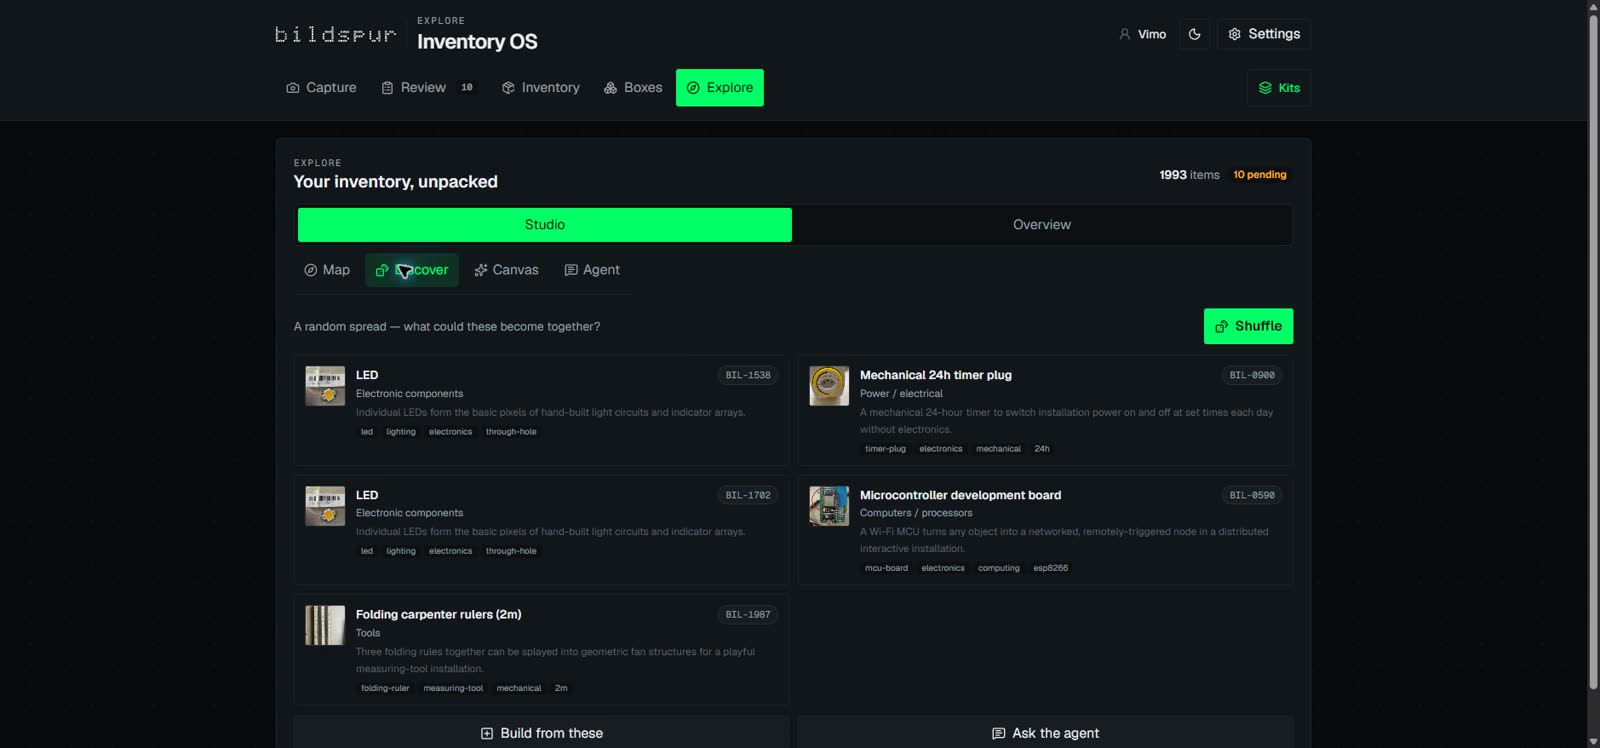 bildspur
EXPLORE
Inventory OS
Vimo
Settings
Capture
Review 10
Inventory
Boxes
Explore
Kits
EXPLORE
Your inventory, unpacked
1993 items
10 pending
Studio
Overview
Map
Canvas
Agent
A random spread — what could these become together?
Shuffle
LED
BIL-1538
Electronic components
Individual LEDs form the basic pixels of hand-built light circuits and indicator arrays.
led lighting electronics through-hole
Mechanical 24h timer plug
BIL-0900
Power / electrical
A mechanical 24-hour timer to switch installation power on and off at set times each day
without electronics.
timer-plug electronics mechanical 24h
LED
BIL-1702
Electronic components
Individual LEDs form the basic pixels of hand-built light circuits and indicator arrays.
led lighting electronics through-hole
Microcontroller development board
BIL-0590
Computers / processors
A Wi-Fi MCU turns any object into a networked, remotely-triggered node in a distributed
interactive installation.
mcu-board electronics computing esp8266
Folding carpenter rulers (2m)
BIL-1987
Tools
Three folding rules together can be splayed into geometric fan structures for a playful
measuring-tool installation.
folding-ruler measuring-tool mechanical 2m
Build from these
Ask the agent